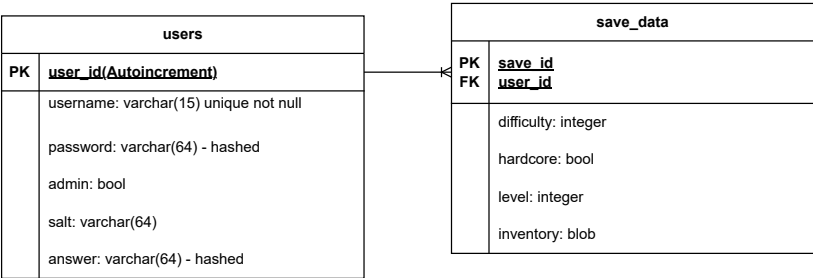 users
PK user_id(Autoincrement)
username: varchar(15) unique not null
password: varchar(64) - hashed
admin: bool
salt: varchar(64)
answer: varchar(64) - hashed
save_data
PK save_id
FK user_id
difficulty: integer
hardcore: bool
level: integer
inventory: blob